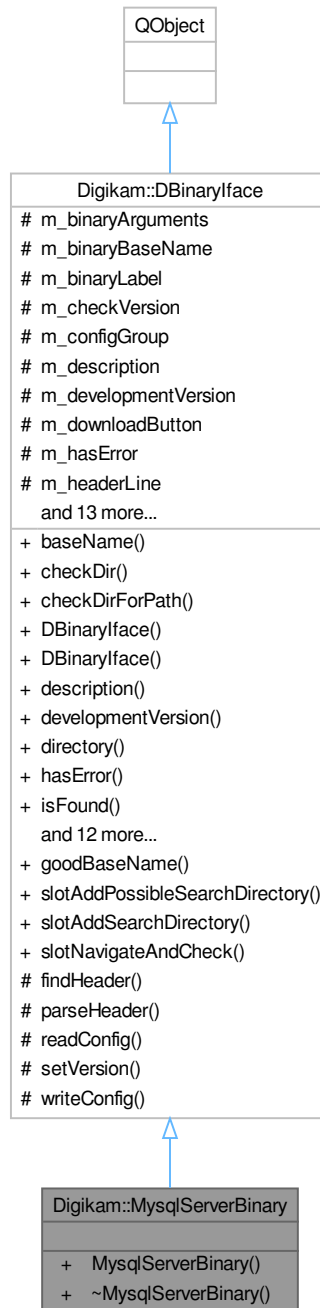 QObject
Digikam::DBinaryIface
# m_binaryArguments
# m_binaryBaseName
# m_binaryLabel
# m_checkVersion
# m_configGroup
# m_description
# m_developmentVersion
# m_downloadButton
# m_hasError
# m_headerLine
and 13 more...
+ baseName()
+ checkDir()
+ checkDirForPath()
+ DBinaryIface()
+ DBinaryIface()
+ description()
+ developmentVersion()
+ directory()
+ hasError()
+ isFound()
and 12 more...
+ goodBaseName()
+ slotAddPossibleSearchDirectory()
+ slotAddSearchDirectory()
+ slotNavigateAndCheck()
# findHeader()
# parseHeader()
# readConfig()
# setVersion()
# writeConfig()
Digikam::MysqlServerBinary
+ MysqlServerBinary()
+ ~MysqlServerBinary()